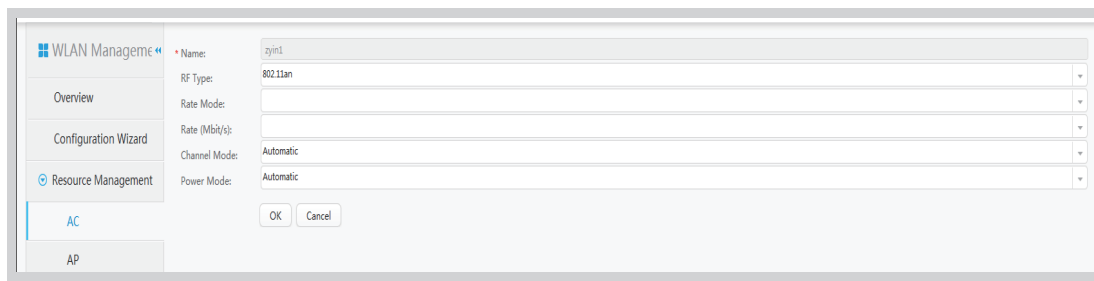 WLAN Manageme
Overview
Configuration Wizard
Resource Management
AC
AP
* Name: zyin1
RF Type: 802.11an
Rate Mode:
Rate (Mbit/s):
Channel Mode: Automatic
Power Mode: Automatic
OK Cancel